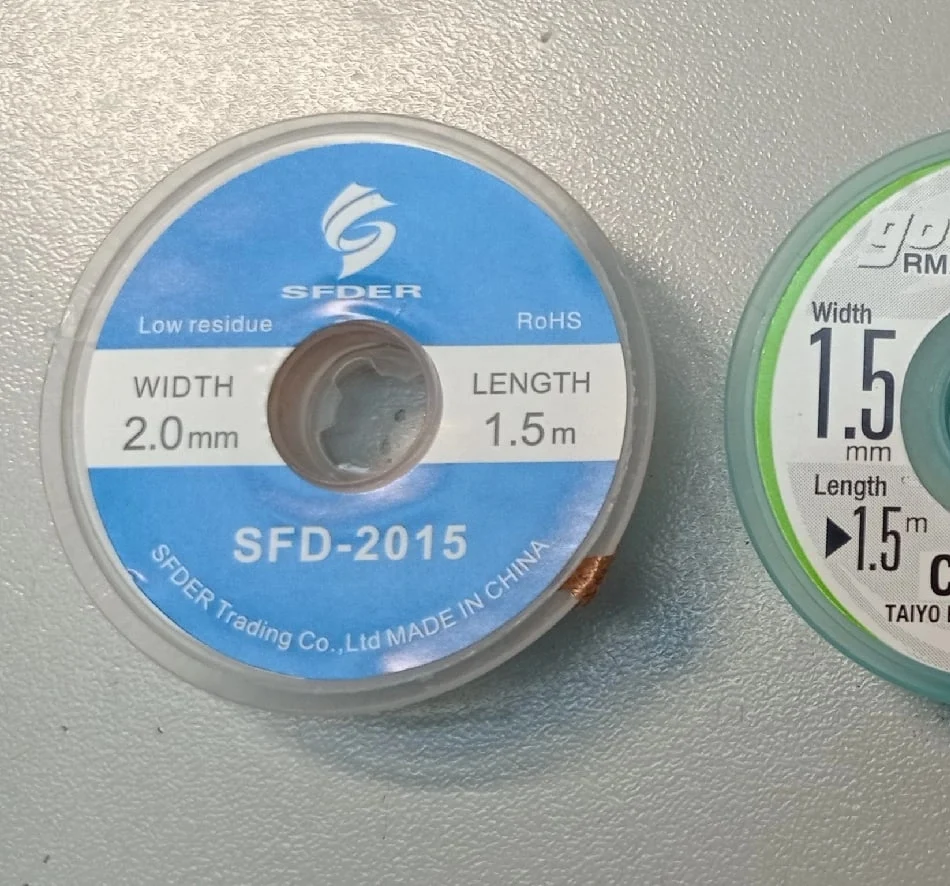 SFDER
Low residue
RoHS
WIDTH
2.0mm
LENGTH
1.5m
SFD-2015
SFDER Trading Co.,Ltd MADE IN CHINA
go
RM
Width
1.5
mm
Length
▶1.5m
TAIYO